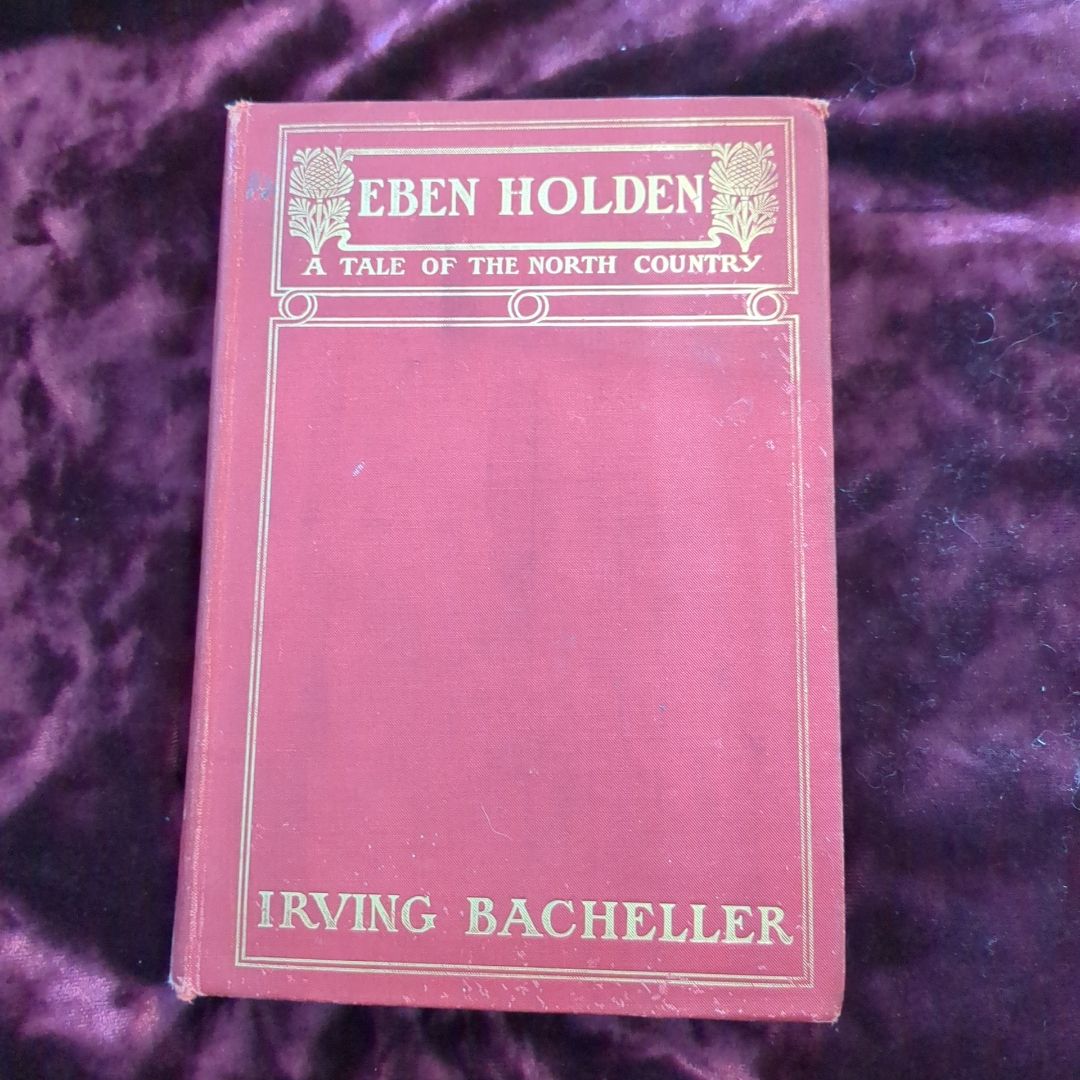 EBEN HOLDEN
A TALE OF THE NORTH COUNTRY
IRVING BACHELLER